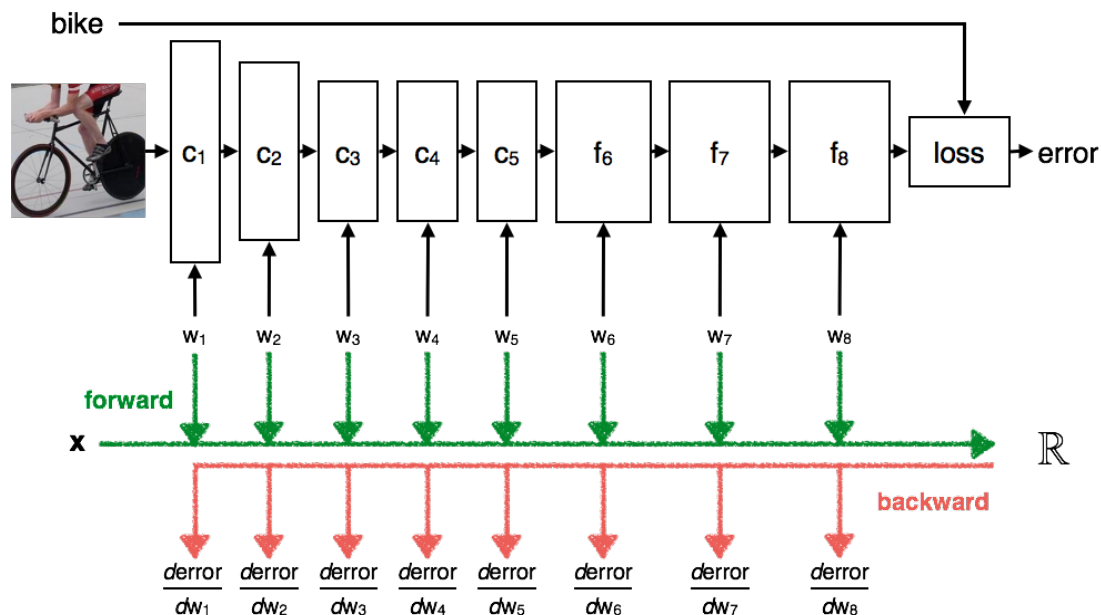 bike
c₁ c₂ c₃ c₄ c₅ f₆ f₇ f₈ loss error
w₁ w₂ w₃ w₄ w₅ w₆ w₇ w₈
forward
x ℝ
backward
derror derror derror derror derror derror derror derror
dw₁ dw₂ dw₃ dw₄ dw₅ dw₆ dw₇ dw₈